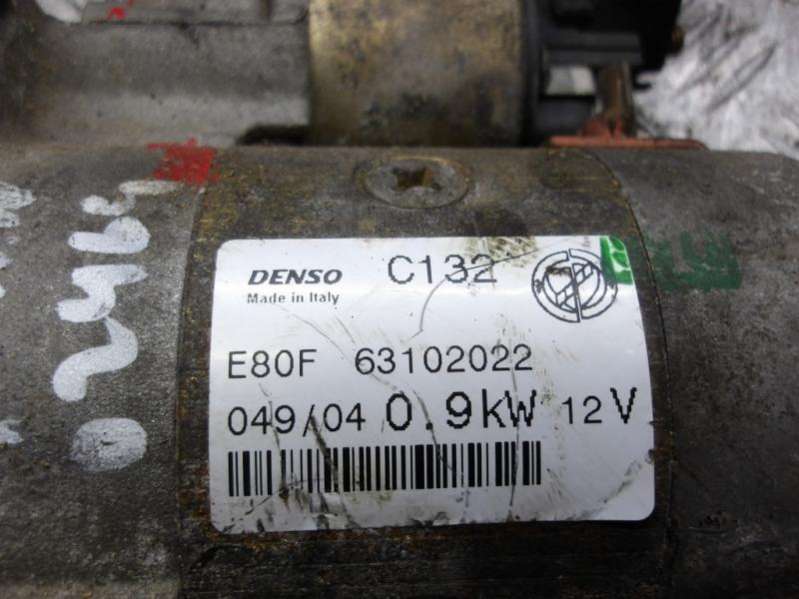 DENSO C132
Made in Italy
E80F 63102022
049/04 0.9kW 12V